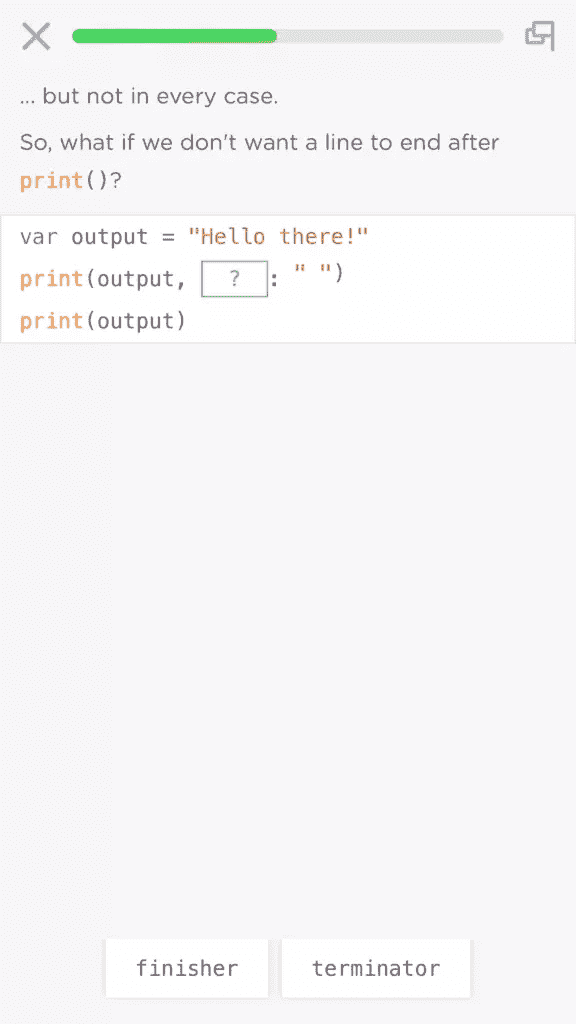 ... but not in every case.
So, what if we don't want a line to end after
print()?
var output = "Hello there!"
print(output, ? : " ")
print(output)
finisher
terminator